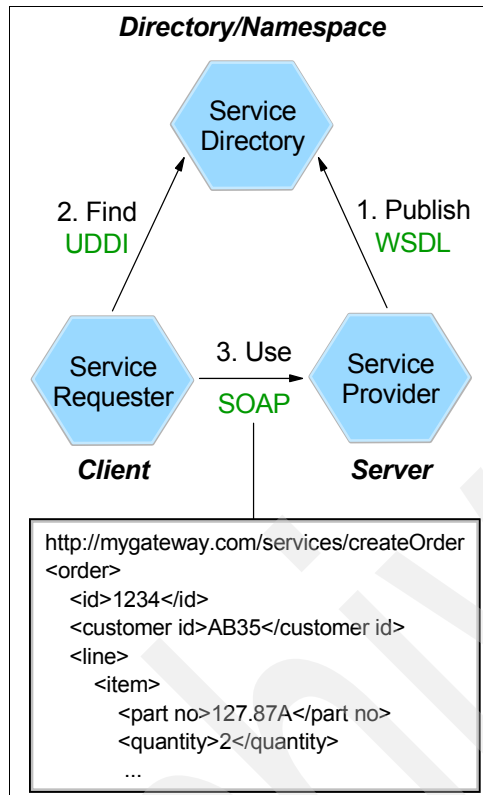 Directory/Namespace
Service
Directory
2. Find
UDDI
1. Publish
WSDL
Service
Requester
3. Use
SOAP
Service
Provider
Client
Server
http://mygateway.com/services/createOrder
<order>
<id>1234</id>
<customer id>AB35</customer id>
<line>
<item>
<part no>127.87A</part no>
<quantity>2</quantity>
...